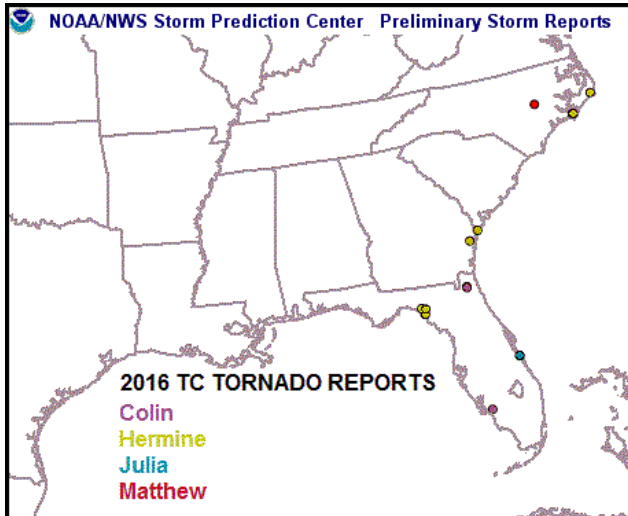 NOAA/NWS Storm Prediction Center Preliminary Storm Reports
2016 TC TORNADO REPORTS
Colin
Hermine
Julia
Matthew